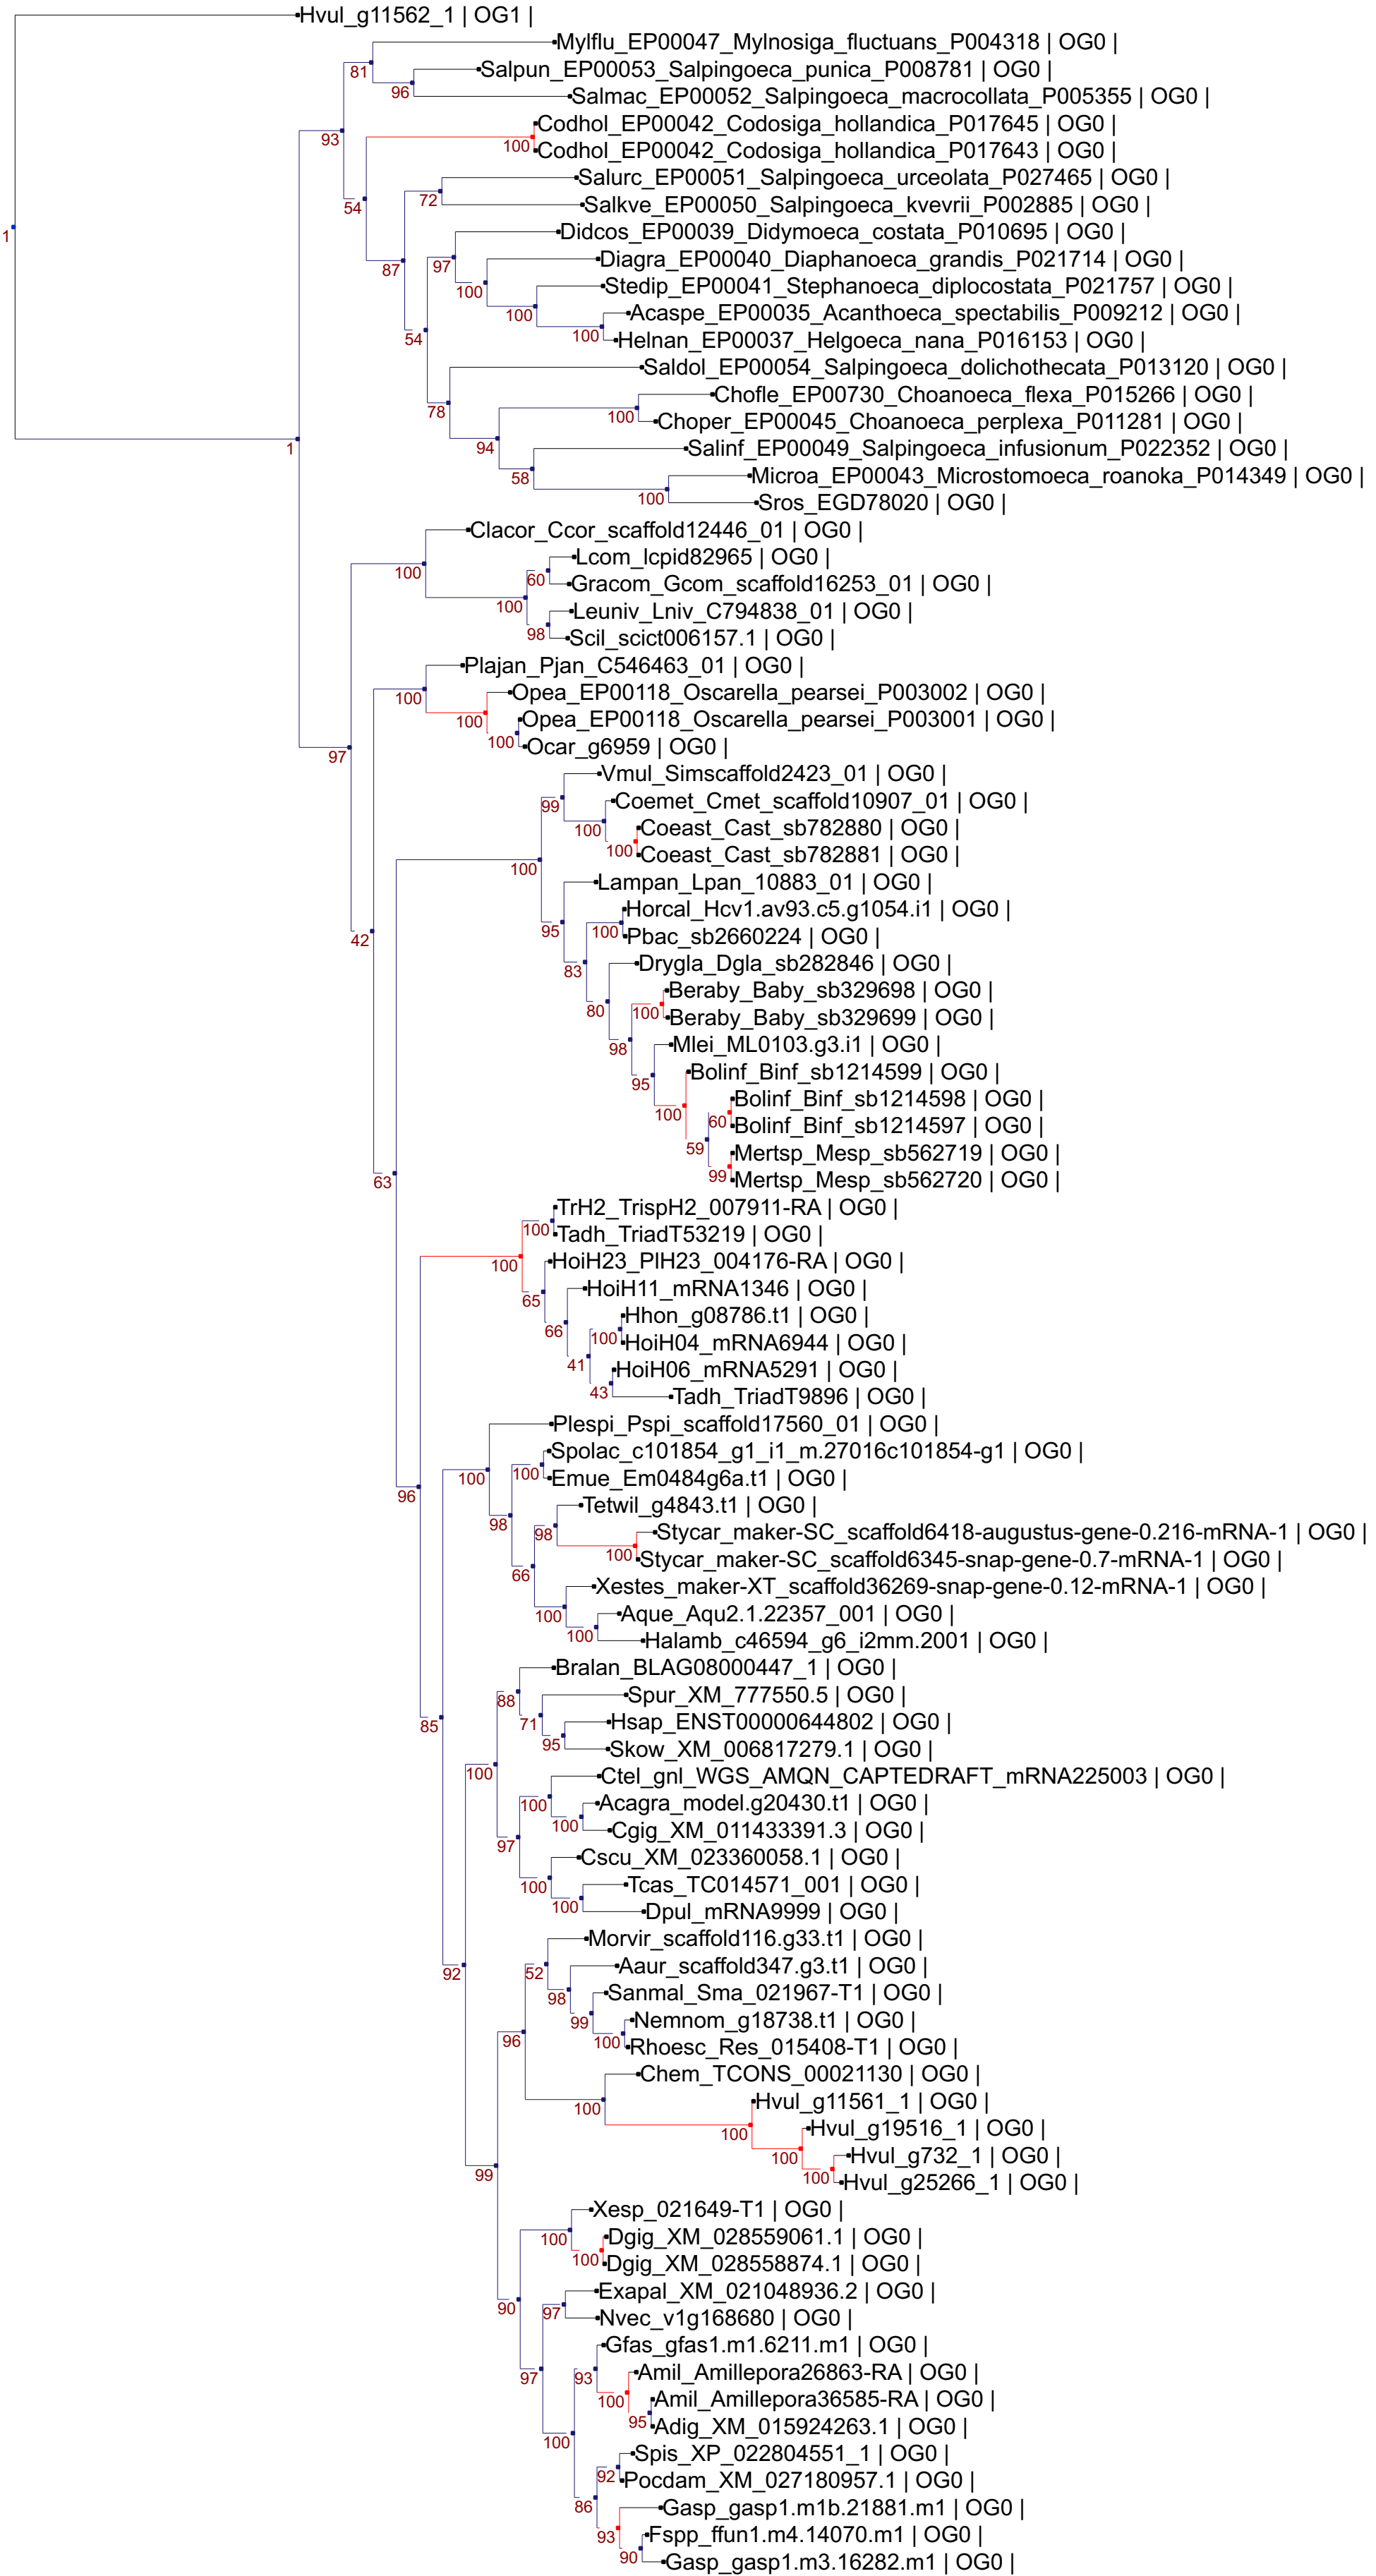 Hvul_g11562_1 | OG1 |
Mylflu_EP00047_Mylnosiga_fluctuans_P004318 | OG0 |
81
Salpun_EP00053_Salpingoeca_punica_P008781 | OG0 |
96
Salmac_EP00052_Salpingoeca_macrocollata_P005355 | OG0 |
Codhol_EP00042_Codosiga_hollandica_P017645 | OG0 |
93
100
Codhol_EP00042_Codosiga_hollandica_P017643 | OG0 |
Salurc_EP00051_Salpingoeca_urceolata_P027465 | OG0 |
72
Salkve_EP00050_Salpingoeca_kvevrii_P002885 | OG0 |
54
Didcos_EP00039_Didymoeca_costata_P010695 | OG0 |
1
Diagra_EP00040_Diaphanoeca_grandis_P021714 | OG0 |
97
87
Stedip_EP00041_Stephanoeca_diplocostata_P021757 | OG0 |
100
Acaspe_EP00035_Acanthoeca_spectabilis_P009212 | OG0 |
100
100
Helnan_EP00037_Helgoeca_nana_P016153 | OG0 |
54
Saldol_EP00054_Salpingoeca_dolichothecata_P013120 | OG0 |
Chofle_EP00730_Choanoeca_flexa_P015266 | OG0 |
78
100
Choper_EP00045_Choanoeca_perplexa_P011281 | OG0 |
Salinf_EP00049_Salpingoeca_infusionum_P022352 | OG0 |
1
94
Microa_EP00043_Microstomoeca_roanoka_P014349 | OG0 |
58
100
Sros_EGD78020 | OG0 |
Clacor_Ccor_scaffold12446_01 | OG0 |
Lcom_lcpid82965 | OG0 |
100
60
Gracom_Gcom_scaffold16253_01 | OG0 |
100
Leuniv_Lniv_C794838_01 | OG0 |
98
Scil_scict006157.1 | OG0 |
Plajan_Pjan_C546463_01 | OG0 |
100
Opea_EP00118_Oscarella_pearsei_P003002 | OG0 |
100
Opea_EP00118_Oscarella_pearsei_P003001 | OG0 |
100
Ocar_g6959 | OG0 |
97
Vmul_Simscaffold2423_01 | OG0 |
99
Coemet_Cmet_scaffold10907_01 | OG0 |
100
Coeast_Cast_sb782880 | OG0 |
100
Coeast_Cast_sb782881 | OG0 |
100
Lampan_Lpan_10883_01 | OG0 |
Horcal_Hcv1.av93.c5.g1054.i1 | OG0 |
95
100
Pbac_sb2660224 | OG0 |
42
Drygla_Dgla_sb282846 | OG0 |
83
Beraby_Baby_sb329698 | OG0 |
80
100
Beraby_Baby_sb329699 | OG0 |
Mlei_ML0103.g3.i1 | OG0 |
98
Bolinf_Binf_sb1214599 | OG0 |
95
Bolinf_Binf_sb1214598 | OG0 |
100
60
Bolinf_Binf_sb1214597 | OG0 |
59
Mertsp_Mesp_sb562719 | OG0 |
99
Mertsp_Mesp_sb562720 | OG0 |
63
TrH2_TrispH2_007911-RA | OG0 |
100
Tadh_TriadT53219 | OG0 |
100
HoiH23_PlH23_004176-RA | OG0 |
HoiH11_mRNA1346 | OG0 |
65
Hhon_g08786.t1 | OG0 |
66
100
HoiH04_mRNA6944 | OG0 |
41
HoiH06_mRNA5291 | OG0 |
43
Tadh_TriadT9896 | OG0 |
Plespi_Pspi_scaffold17560_01 | OG0 |
Spolac_c101854_g1_i1_m.27016c101854-g1 | OG0 |
100
100
Emue_Em0484g6a.t1 | OG0 |
96
Tetwil_g4843.t1 | OG0 |
98
98
Stycar_maker-SC_scaffold6418-augustus-gene-0.216-mRNA-1 | OG0 |
100
Stycar_maker-SC_scaffold6345-snap-gene-0.7-mRNA-1 | OG0 |
66
Xestes_maker-XT_scaffold36269-snap-gene-0.12-mRNA-1 | OG0 |
100
Aque_Aqu2.1.22357_001 | OG0 |
100
Halamb_c46594_g6_i2mm.2001 | OG0 |
Bralan_BLAG08000447_1 | OG0 |
88
Spur_XM_777550.5 | OG0 |
85
71
Hsap_ENST00000644802 | OG0 |
95
Skow_XM_006817279.1 | OG0 |
100
Ctel_gnl_WGS_AMQN_CAPTEDRAFT_mRNA225003 | OG0 |
100
Acagra_model.g20430.t1 | OG0 |
100
Cgig_XM_011433391.3 | OG0 |
97
Cscu_XM_023360058.1 | OG0 |
100
Tcas_TC014571_001 | OG0 |
100
Dpul_mRNA9999 | OG0 |
Morvir_scaffold116.g33.t1 | OG0 |
92
52
Aaur_scaffold347.g3.t1 | OG0 |
98
Sanmal_Sma_021967-T1 | OG0 |
99
Nemnom_g18738.t1 | OG0 |
96
100
Rhoesc_Res_015408-T1 | OG0 |
Chem_TCONS_00021130 | OG0 |
100
Hvul_g11561_1 | OG0 |
100
Hvul_g19516_1 | OG0 |
100
Hvul_g732_1 | OG0 |
99
100
Hvul_g25266_1 | OG0 |
Xesp_021649-T1 | OG0 |
100
Dgig_XM_028559061.1 | OG0 |
100
Dgig_XM_028558874.1 | OG0 |
Exapal_XM_021048936.2 | OG0 |
90
97
Nvec_v1g168680 | OG0 |
Gfas_gfas1.m1.6211.m1 | OG0 |
97
93
Amil_Amillepora26863-RA | OG0 |
100
Amil_Amillepora36585-RA | OG0 |
95
Adig_XM_015924263.1 | OG0 |
100
Spis_XP_022804551_1 | OG0 |
92
Pocdam_XM_027180957.1 | OG0 |
86
Gasp_gasp1.m1b.21881.m1 | OG0 |
93
Fspp_ffun1.m4.14070.m1 | OG0 |
90
Gasp_gasp1.m3.16282.m1 | OG0 |